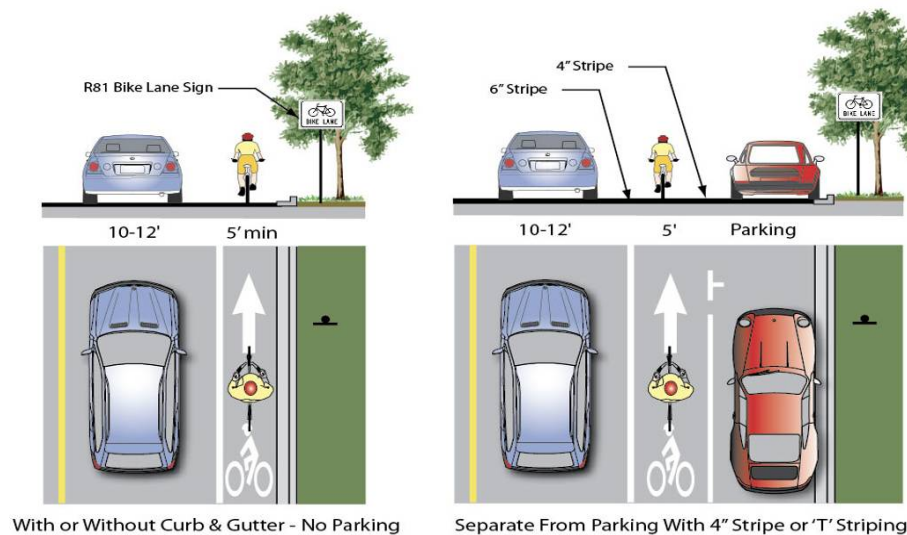 R81 Bike Lane Sign
BIKE LANE
10-12'
5' min
With or Without Curb & Gutter - No Parking
4” Stripe
6” Stripe
BIKE LANE
10-12'
5'
Parking
Separate From Parking With 4” Stripe or ‘T’ Striping